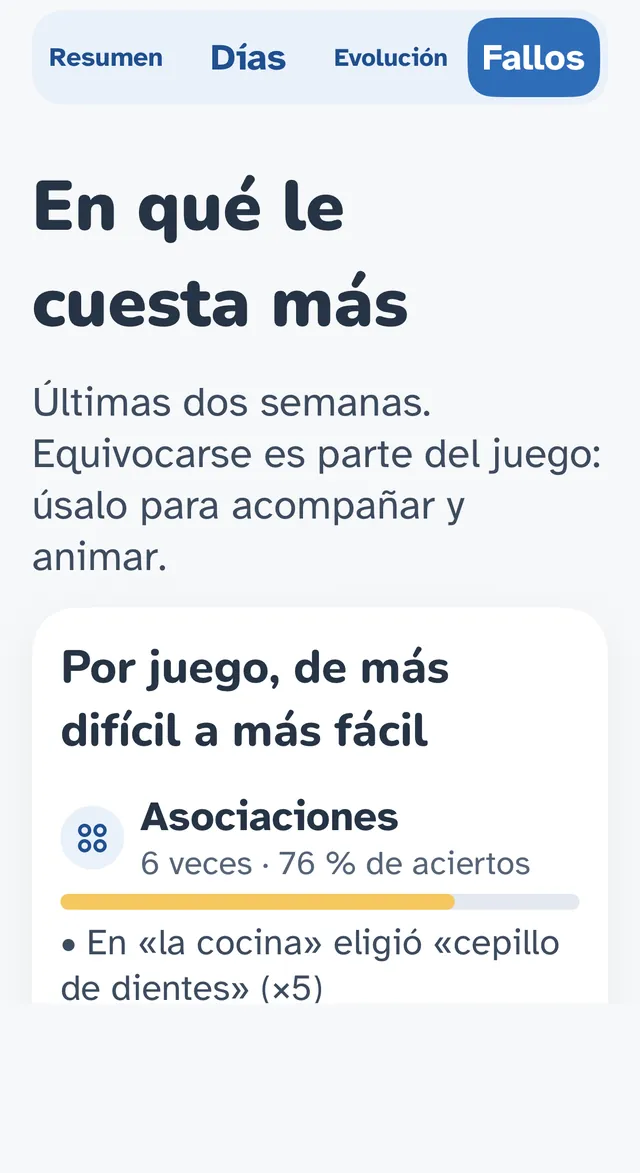 Resumen Días Evolución Fallos
En qué le
cuesta más
Últimas dos semanas.
Equivocarse es parte del juego:
úsalo para acompañar y
animar.
Por juego, de más
difícil a más fácil
Asociaciones
6 veces · 76 % de aciertos
• En «la cocina» eligió «cepillo
de dientes» (×5)